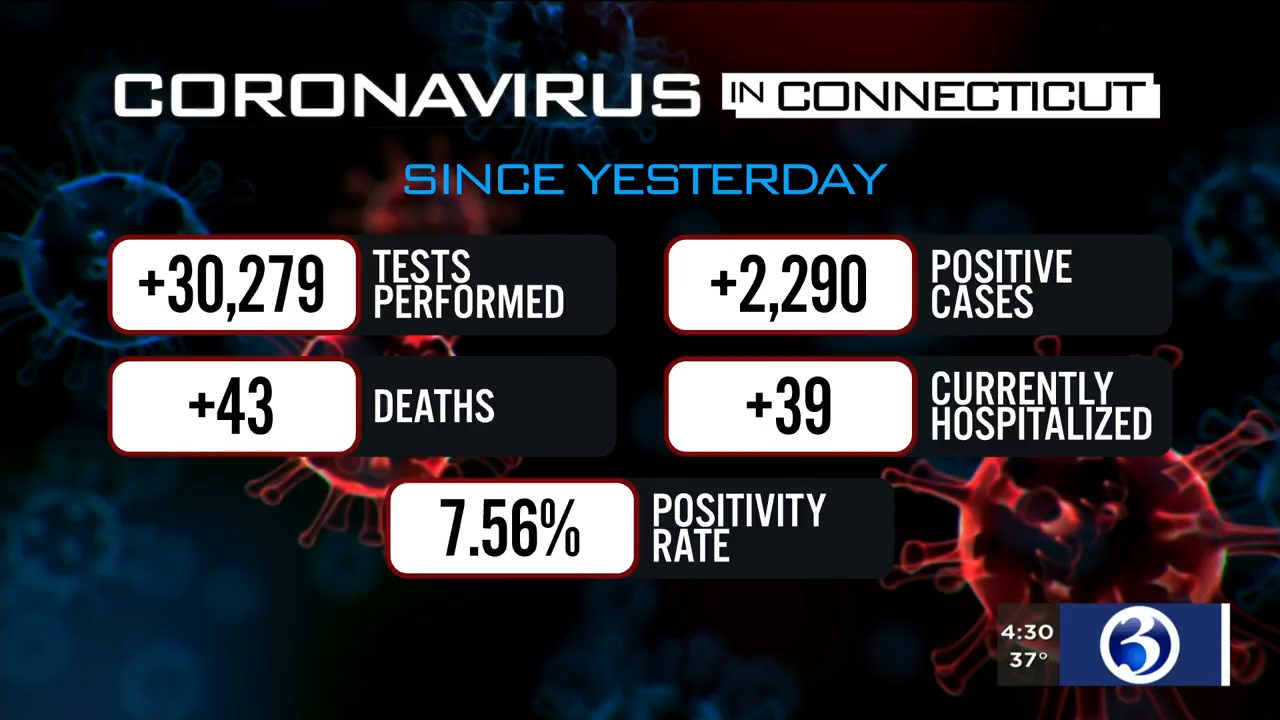 CORONAVIRUS IN CONNECTICUT
SINCE YESTERDAY
+30,279 TESTS
PERFORMED
+2,290 POSITIVE
CASES
+43 DEATHS
+39 CURRENTLY
HOSPITALIZED
7.56% POSITIVITY
RATE
4:30
37°
3